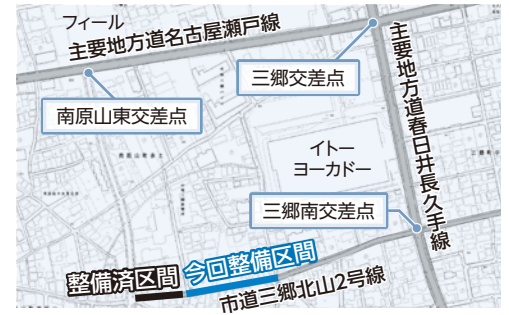 フィール
主要地方道名古屋瀬戸線
三郷交差点
南原山東交差点
主要地方道春日井長久手線
イトー
ヨーカドー
三郷南交差点
整備済区間
今回整備区間
市道三郷北山2号線